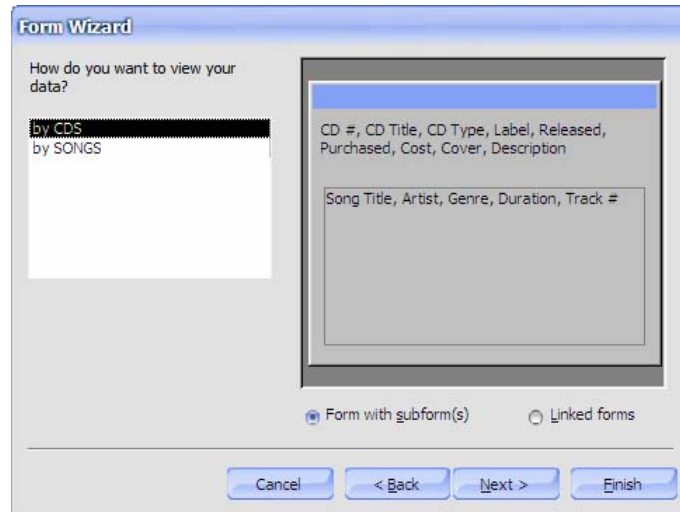 Form Wizard
How do you want to view your
data?
by CDS
by SONGS
CD #, CD Title, CD Type, Label, Released,
Purchased, Cost, Cover, Description
Song Title, Artist, Genre, Duration, Track #
Form with subform(s)
Linked forms
Cancel
< Back
Next >
Finish